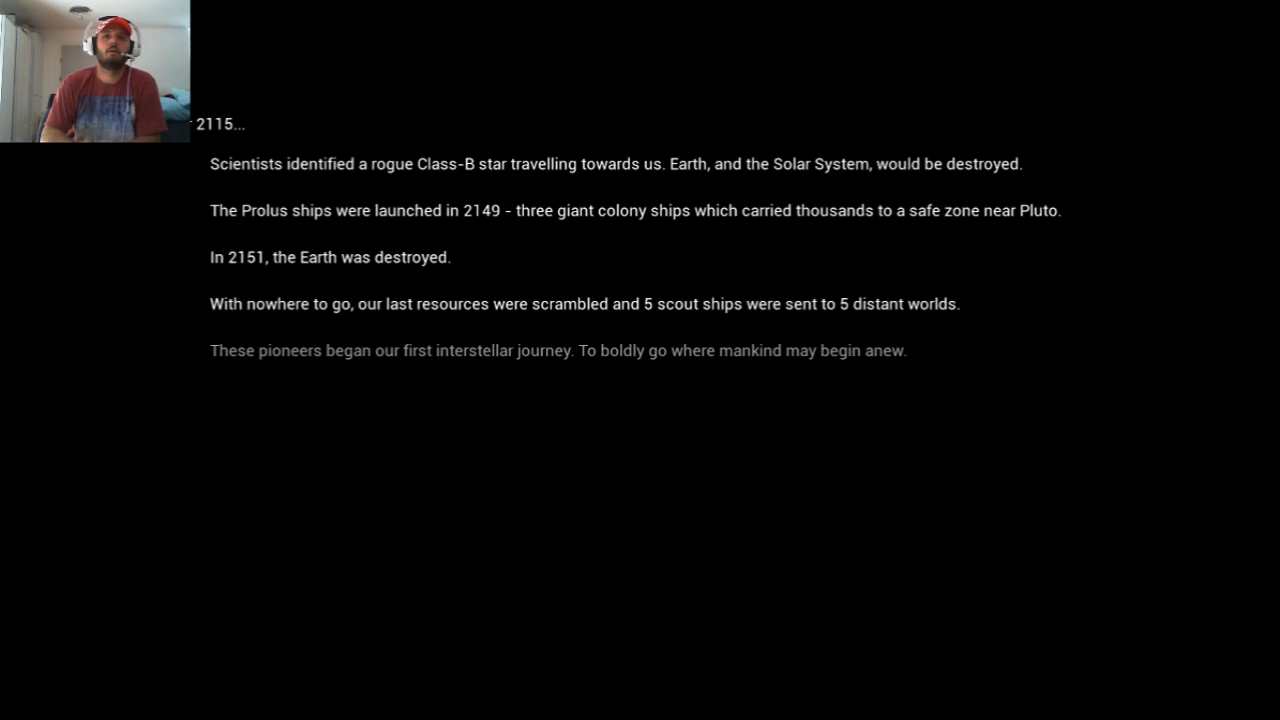 2115...
Scientists identified a rogue Class-B star travelling towards us. Earth, and the Solar System, would be destroyed.
The Prolus ships were launched in 2149 - three giant colony ships which carried thousands to a safe zone near Pluto.
In 2151, the Earth was destroyed.
With nowhere to go, our last resources were scrambled and 5 scout ships were sent to 5 distant worlds.
These pioneers began our first interstellar journey. To boldly go where mankind may begin anew.